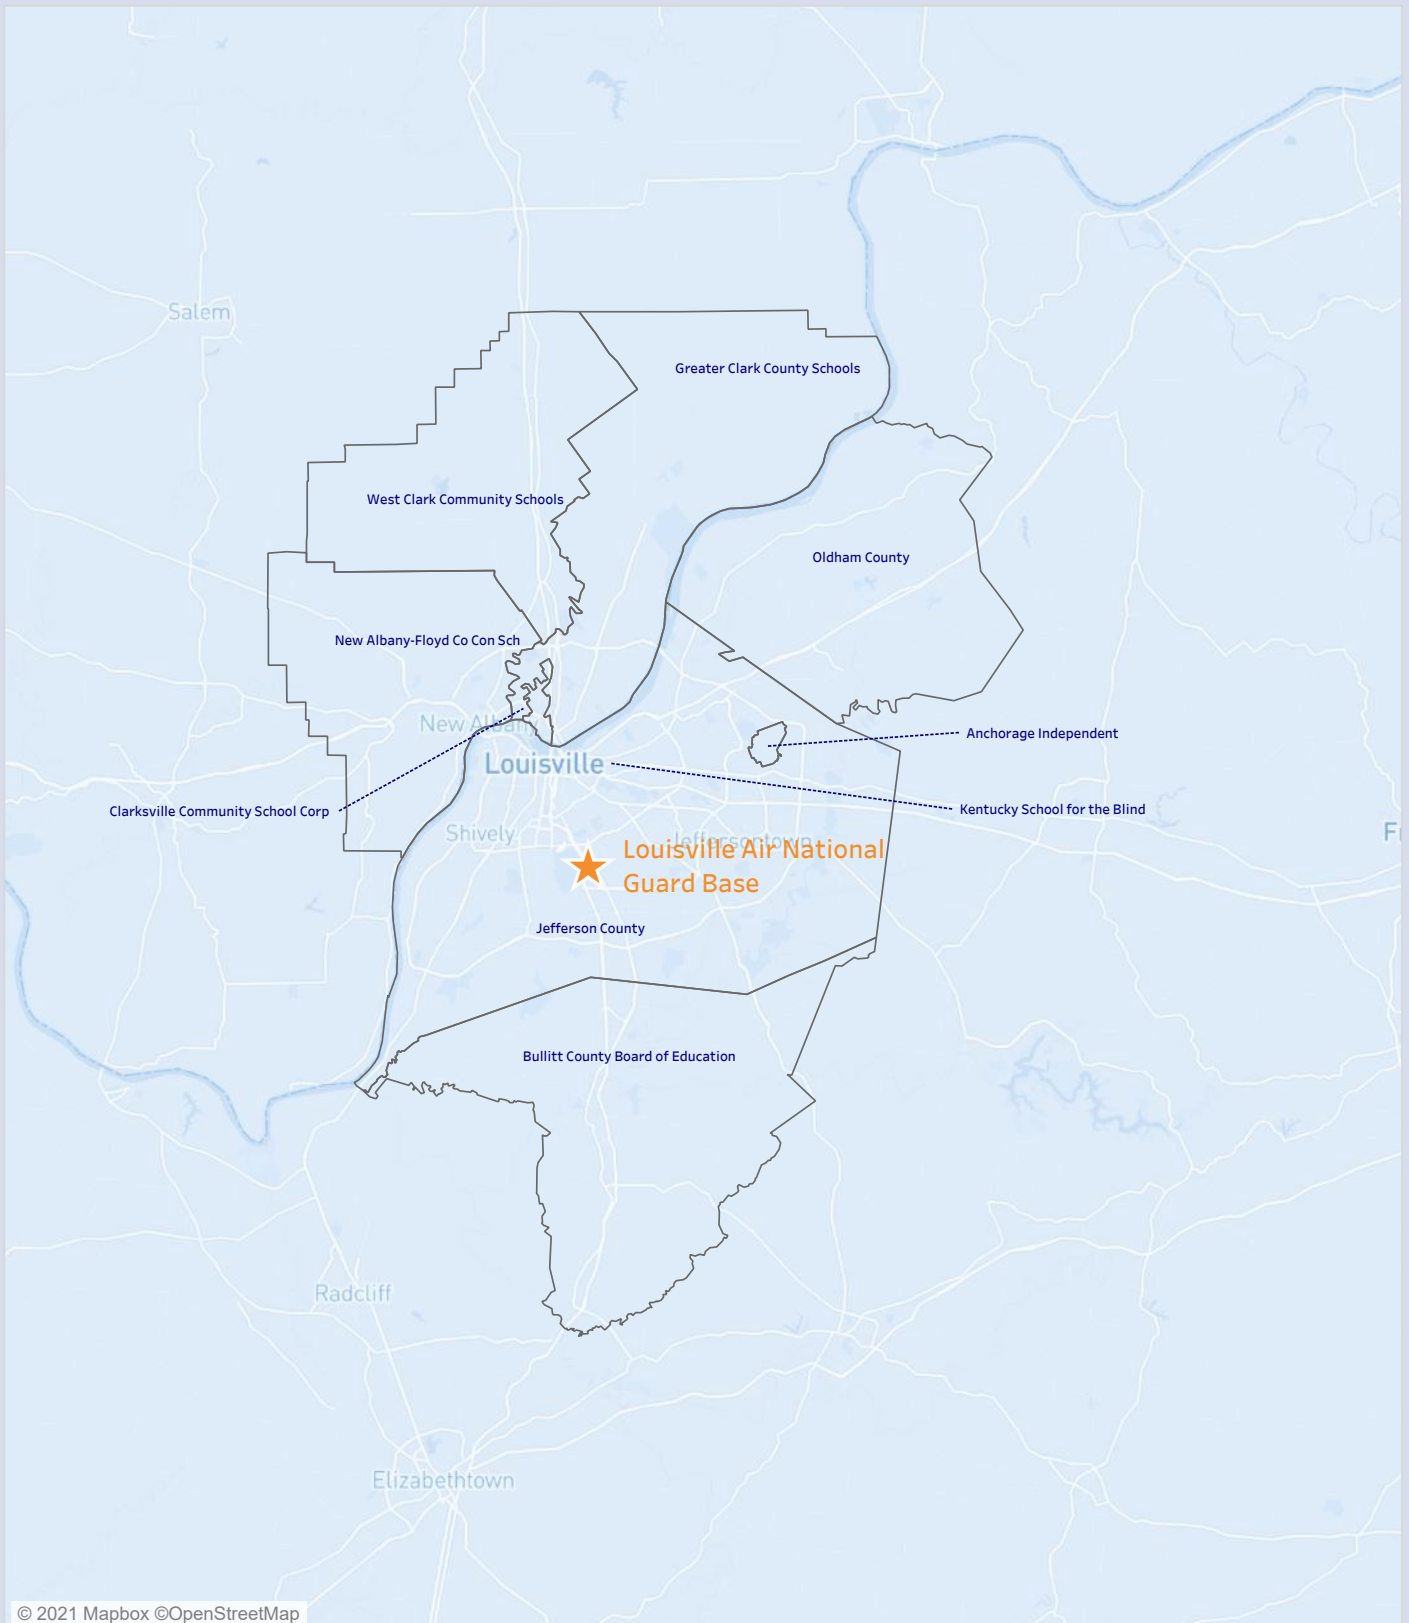 Salem
Greater Clark County Schools
West Clark Community Schools
Oldham County
New Albany-Floyd Co Con Sch
New Albany
Anchorage Independent
Louisville
Clarksville Community School Corp
Kentucky School for the Blind
Shively
Jeffersontown
Louisville Air National
Guard Base
Jefferson County
Bullitt County Board of Education
Radcliff
Elizabethtown
© 2021 Mapbox ©OpenStreetMap